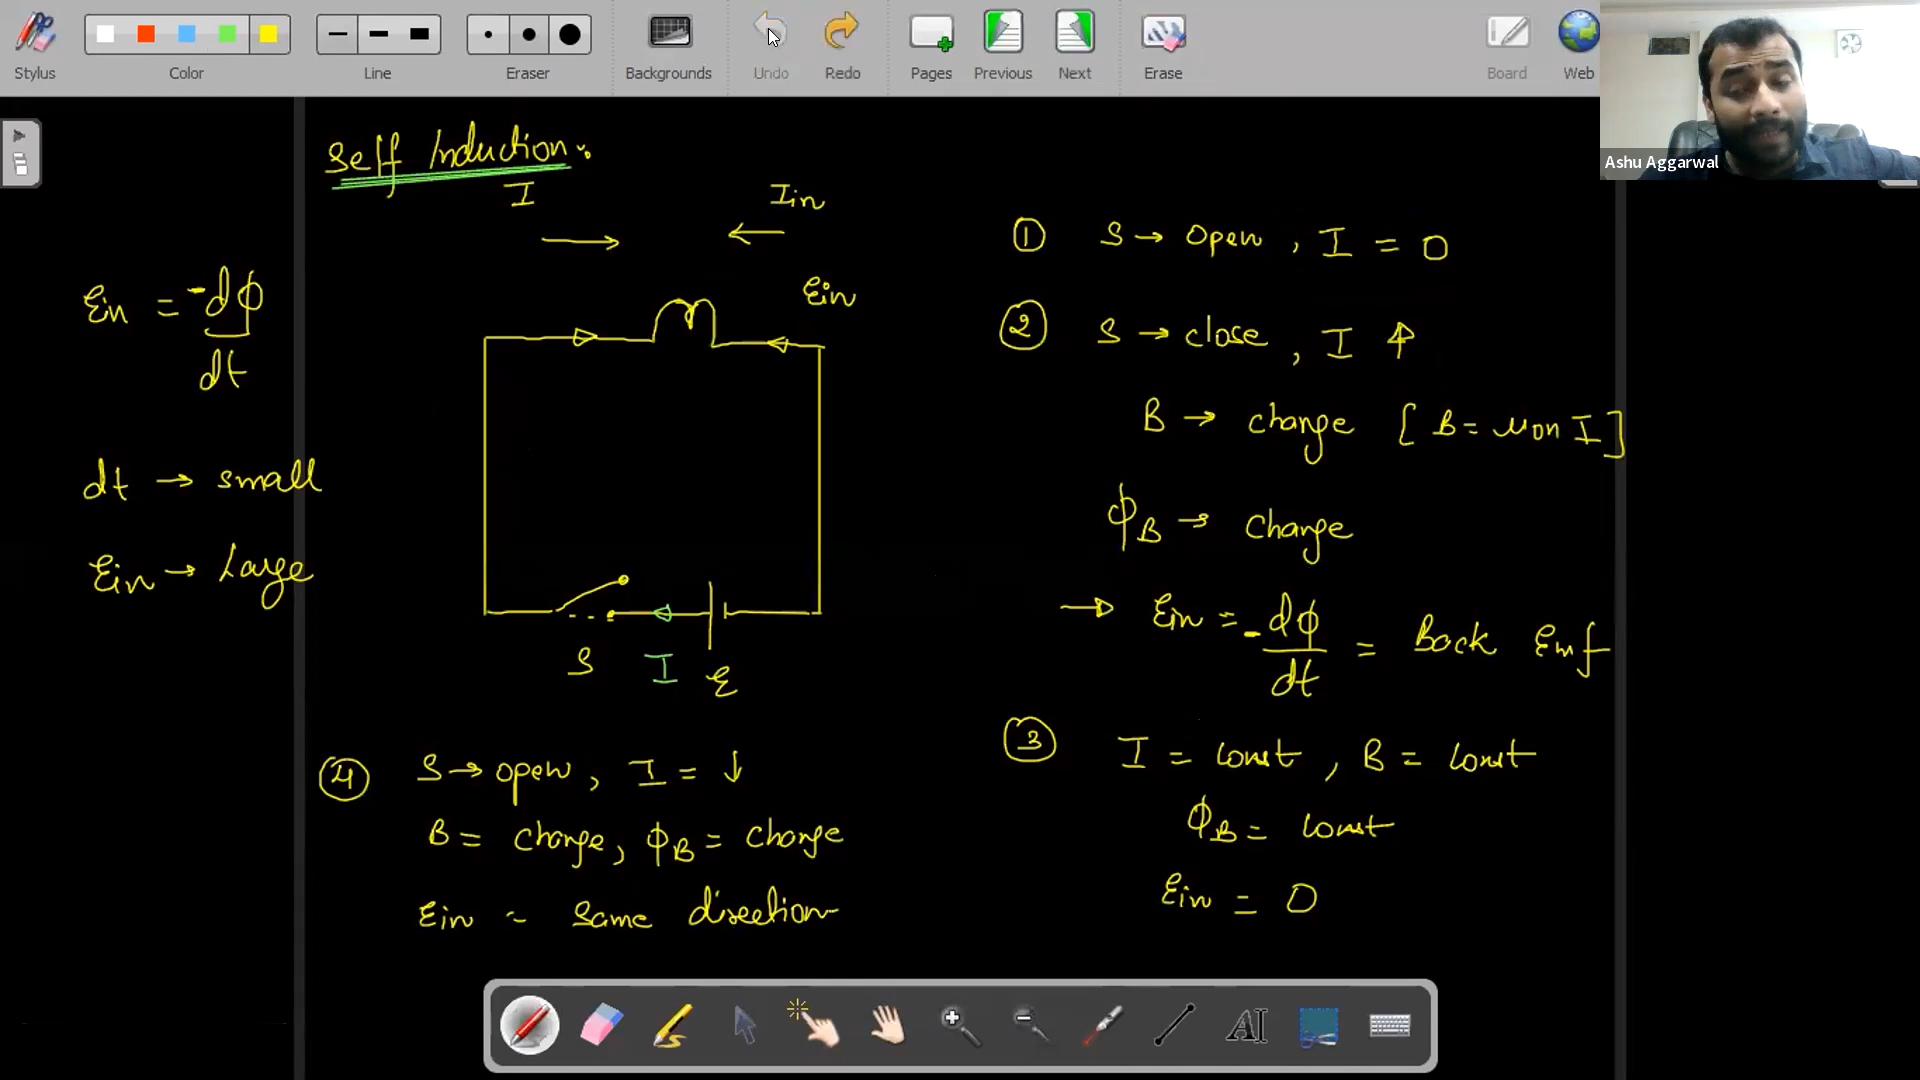 Stylus
Color
Line
Eraser
Backgrounds
Undo
Redo
Pages
Previous
Next
Erase
Board
Web
Ashu Aggarwal
Self Induction:
I
Iin
Ein
Ein = -dϕ/dt
dt → small
Ein → Large
S
I
ε
① S → open, I = 0
② S → close, I ↑
B → change [B = μonI]
ϕB → change
→ Ein = -dϕ/dt = Back Emf
③ I = const, B = const
ϕB = const
Ein = 0
④ S → open, I = ↓
B = change, ϕB = change
Ein = same direction
AI